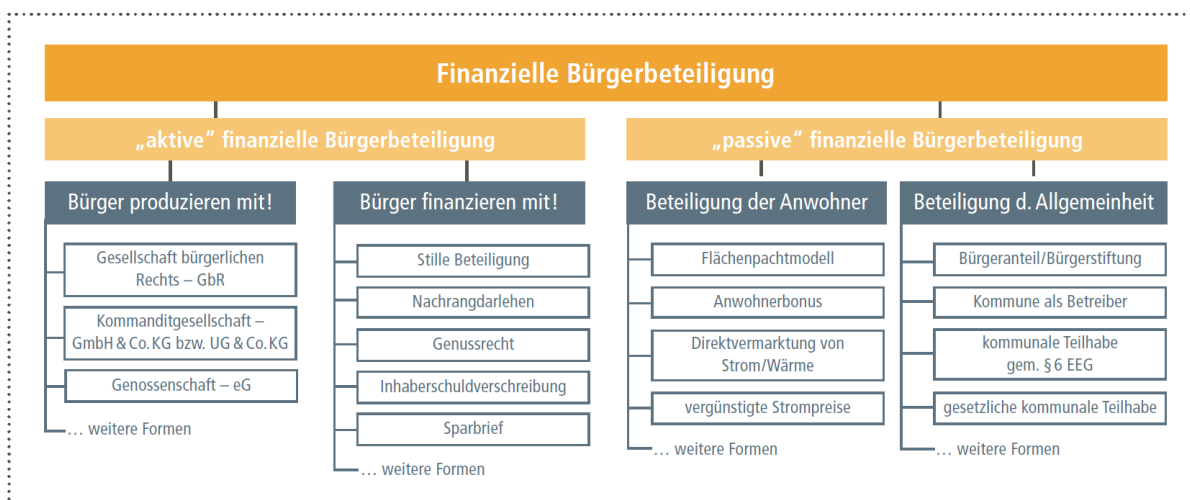 Finanzielle Bürgerbeteiligung
„aktive“ finanzielle Bürgerbeteiligung
Bürger produzieren mit!
Gesellschaft bürgerlichen
Rechts – GbR
Kommanditgesellschaft –
GmbH & Co. KG bzw. UG & Co. KG
Genossenschaft – eG
… weitere Formen
Bürger finanzieren mit!
Stille Beteiligung
Nachrangdarlehen
Genussrecht
Inhaberschuldverschreibung
Sparbrief
… weitere Formen
„passive“ finanzielle Bürgerbeteiligung
Beteiligung der Anwohner
Flächenpachtmodell
Anwohnerbonus
Direktvermarktung von
Strom/Wärme
vergünstigte Strompreise
… weitere Formen
Beteiligung d. Allgemeinheit
Bürgeranteil/Bürgerstiftung
Kommune als Betreiber
kommunale Teilhabe
gem. § 6 EEG
gesetzliche kommunale Teilhabe
… weitere Formen